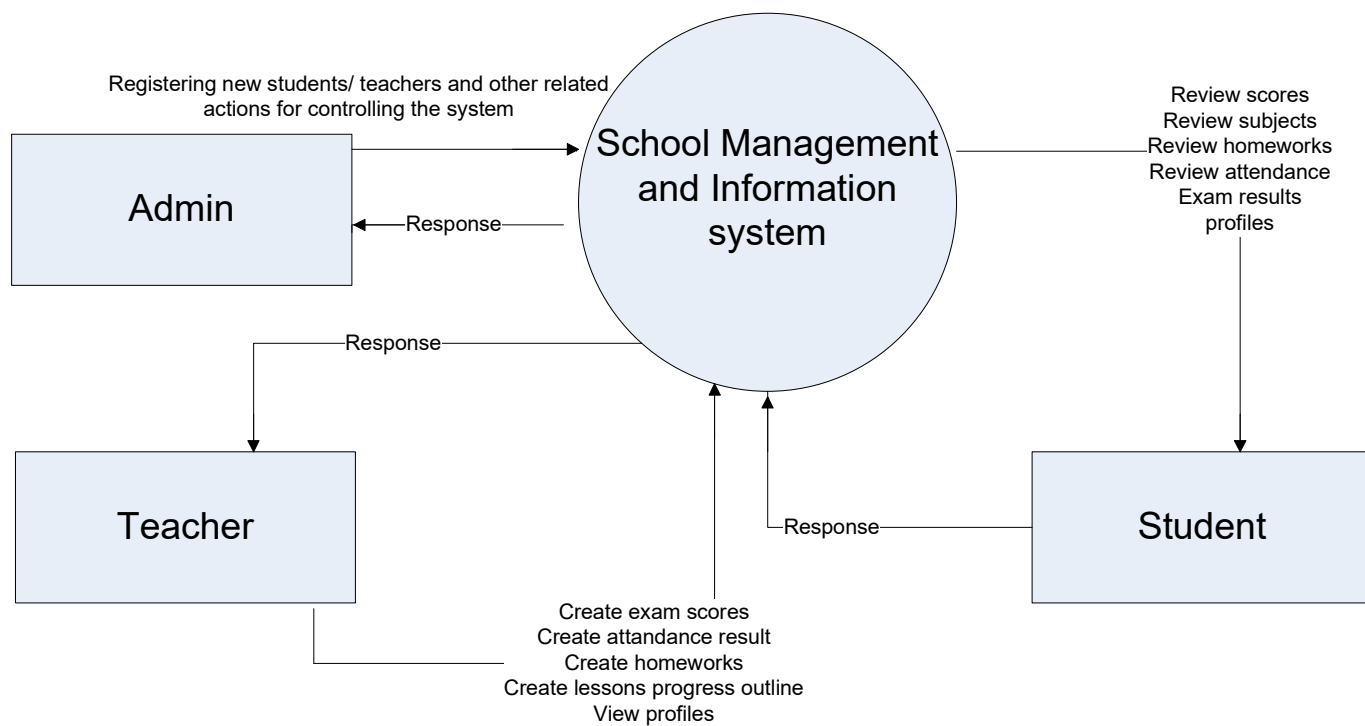 Registering new students/ teachers and other related
actions for controlling the system
Admin
Response
School Management
and Information
system
Review scores
Review subjects
Review homeworks
Review attendance
Exam results
profiles
Response
Teacher
Response
Student
Create exam scores
Create attandance result
Create homeworks
Create lessons progress outline
View profiles